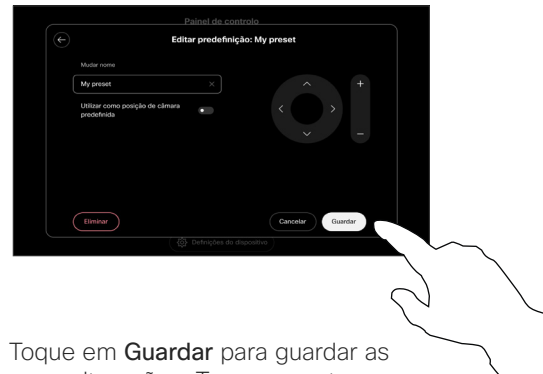 Painel de controlo
Editar predefinição: My preset
Mudar nome
My preset
Utilizar como posição de câmara
predefinida
Eliminar
Cancelar
Guardar
Definições do dispositivo
Toque em Guardar para guardar as